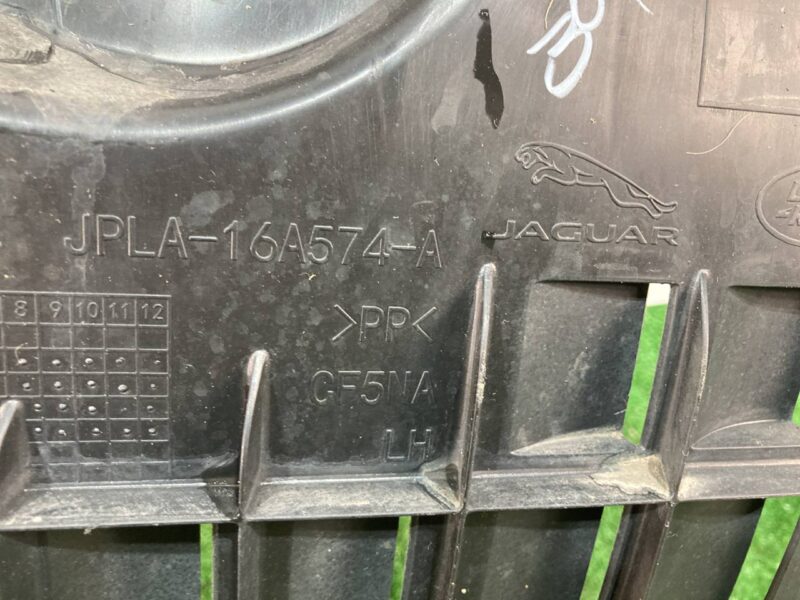 JAGUAR
JPLA-16A574-A
8 9 10 11 12
>PP<
GF5NA
LH